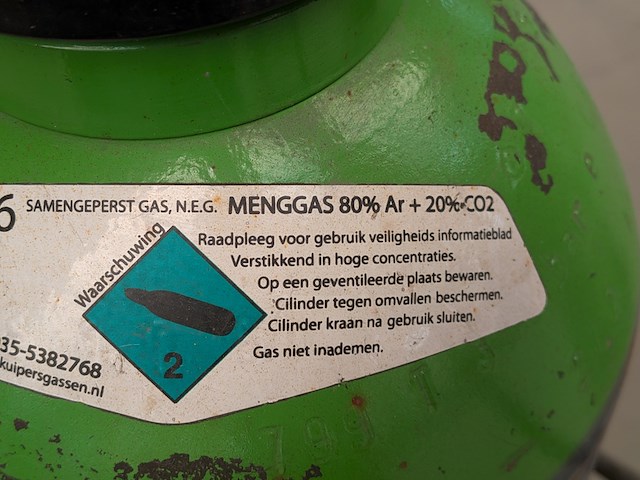 6 SAMENGEPERST GAS, N.E.G. MENGGAS 80% Ar + 20% CO2
Waarschuwing
Raadpleeg voor gebruik veiligheids informatieblad
Verstikkend in hoge concentraties.
Op een geventileerde plaats bewaren.
Cilinder tegen omvallen beschermen.
Cilinder kraan na gebruik sluiten.
Gas niet inademen.
2
35-5382768
kuipersgassen.nl